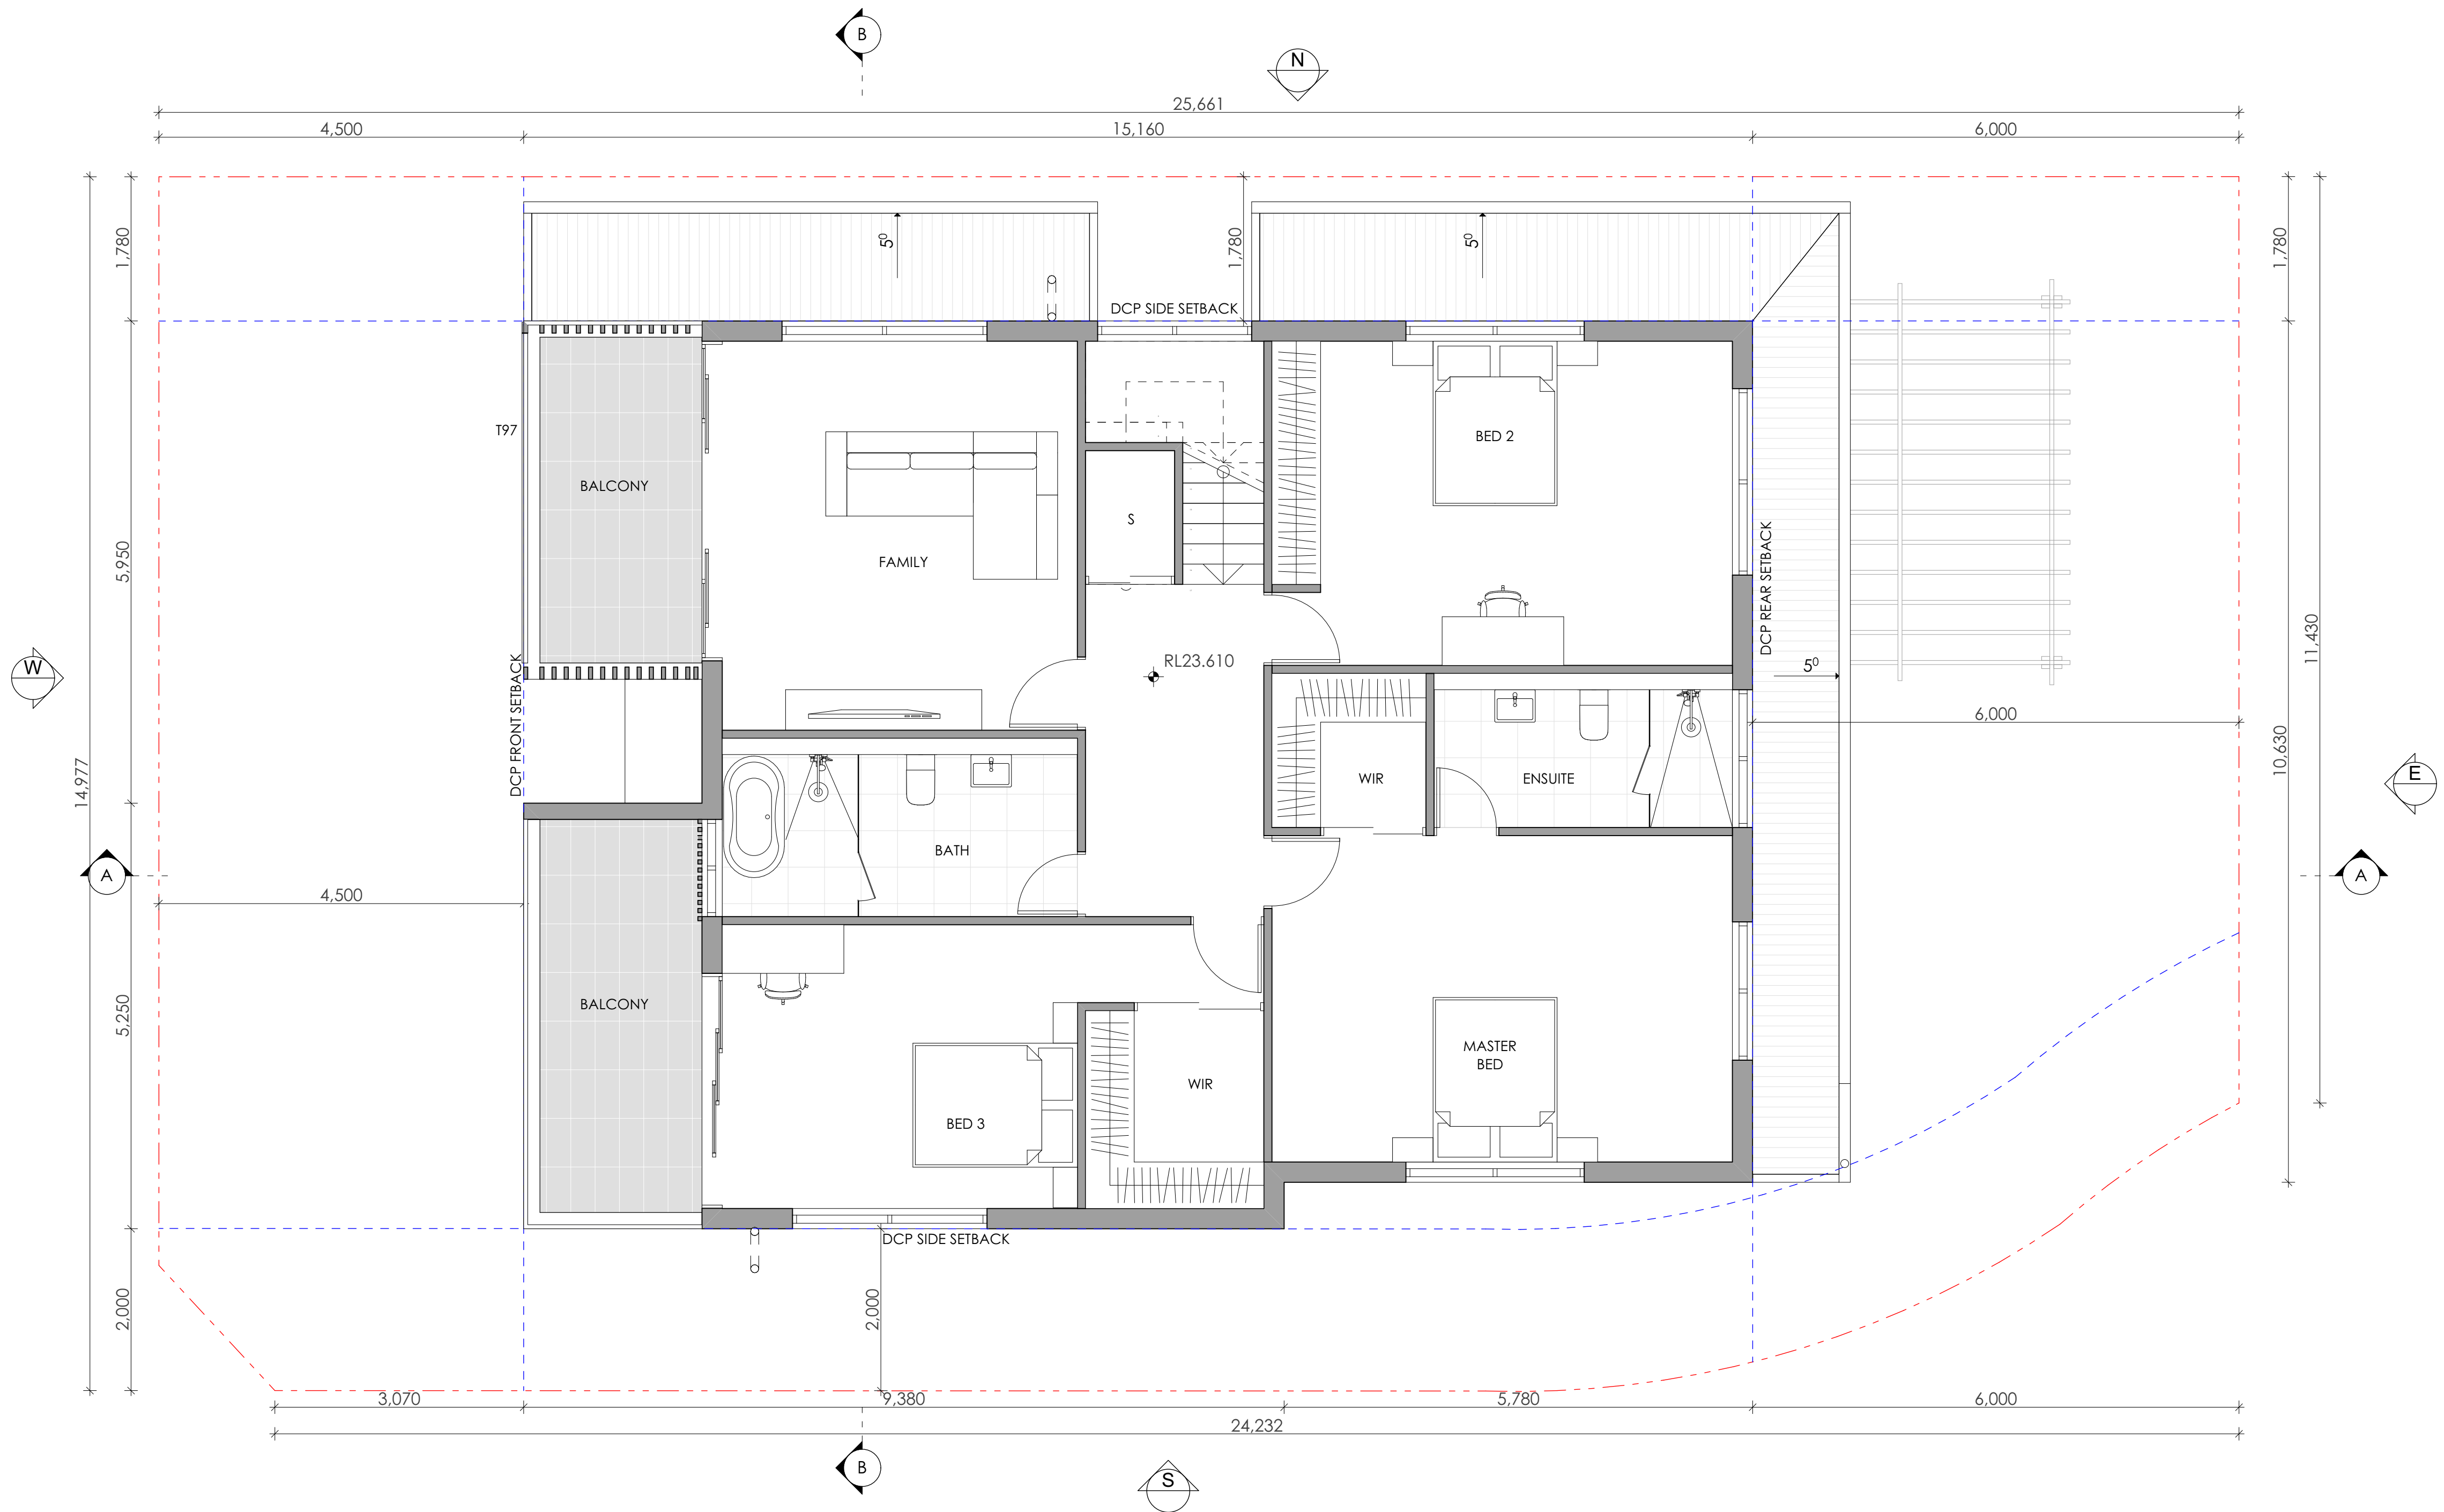 B
N
25,661
4,500
15,160
6,000
1,780
5⁰
1,780
5⁰
1,780
DCP SIDE SETBACK
T97
BALCONY
BED 2
S
5,950
FAMILY
DCP REAR SETBACK
11,430
W
DCP FRONT SETBACK
RL23.610
5⁰
6,000
10,630
14,977
WIR
ENSUITE
E
BATH
A
A
4,500
BALCONY
5,250
MASTER
BED
WIR
BED 3
DCP SIDE SETBACK
2,000
2,000
3,070
9,380
5,780
6,000
24,232
B
S